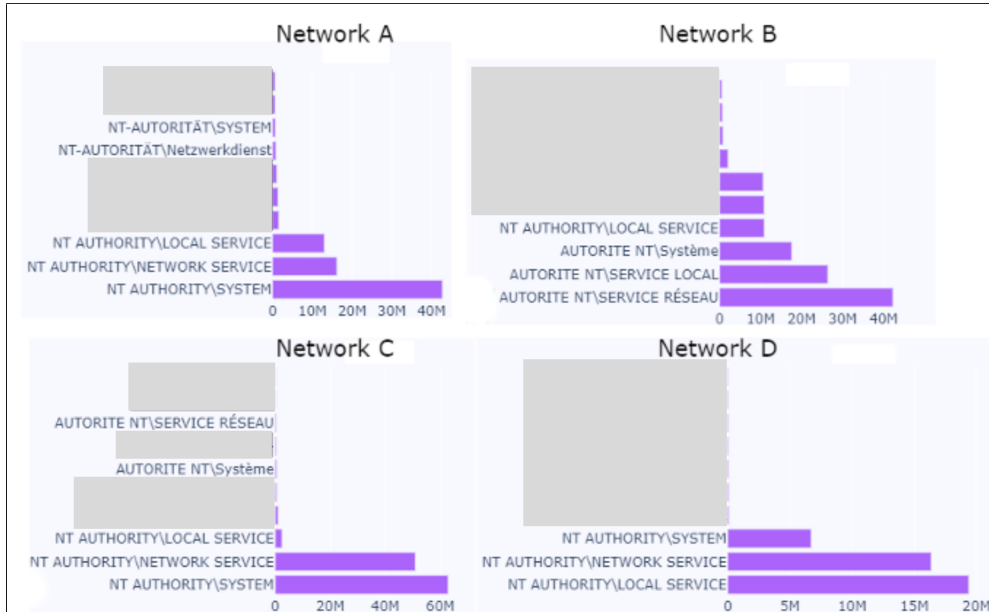 Network A
NT-AUTORITÄT\SYSTEM
NT-AUTORITÄT\Netzwerkdienst
NT AUTHORITY\LOCAL SERVICE
NT AUTHORITY\NETWORK SERVICE
NT AUTHORITY\SYSTEM
0 10M 20M 30M 40M
Network B
NT AUTHORITY\LOCAL SERVICE
AUTORITE NT\Système
AUTORITE NT\SERVICE LOCAL
AUTORITE NT\SERVICE RÉSEAU
0 10M 20M 30M 40M
Network C
AUTORITE NT\SERVICE RÉSEAU
AUTORITE NT\Système
NT AUTHORITY\LOCAL SERVICE
NT AUTHORITY\NETWORK SERVICE
NT AUTHORITY\SYSTEM
0 20M 40M 60M
Network D
NT AUTHORITY\SYSTEM
NT AUTHORITY\NETWORK SERVICE
NT AUTHORITY\LOCAL SERVICE
0 5M 10M 15M 20M